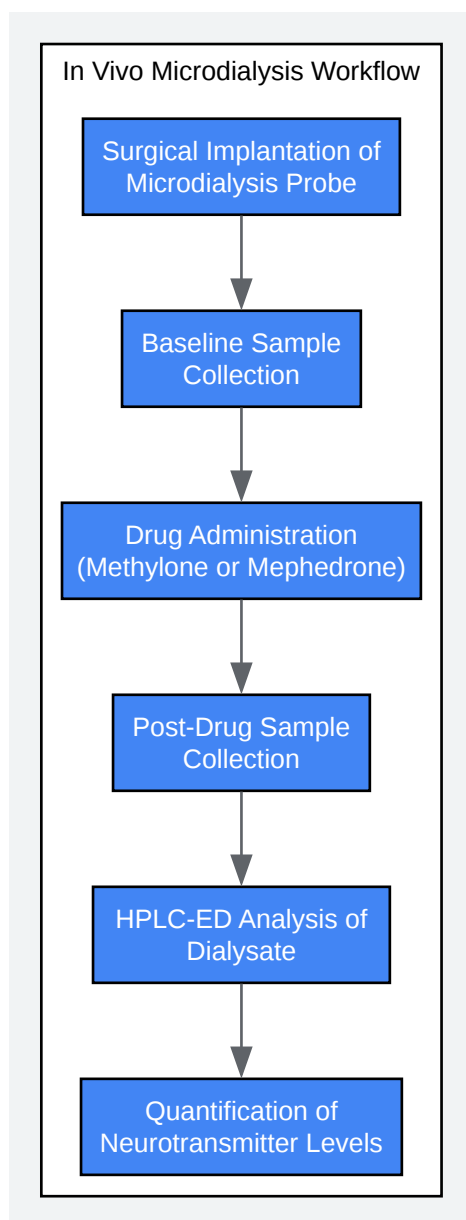 In Vivo Microdialysis Workflow
Surgical Implantation of
Microdialysis Probe
Baseline Sample
Collection
Drug Administration
(Methylone or Mephedrone)
Post-Drug Sample
Collection
HPLC-ED Analysis of
Dialysate
Quantification of
Neurotransmitter Levels